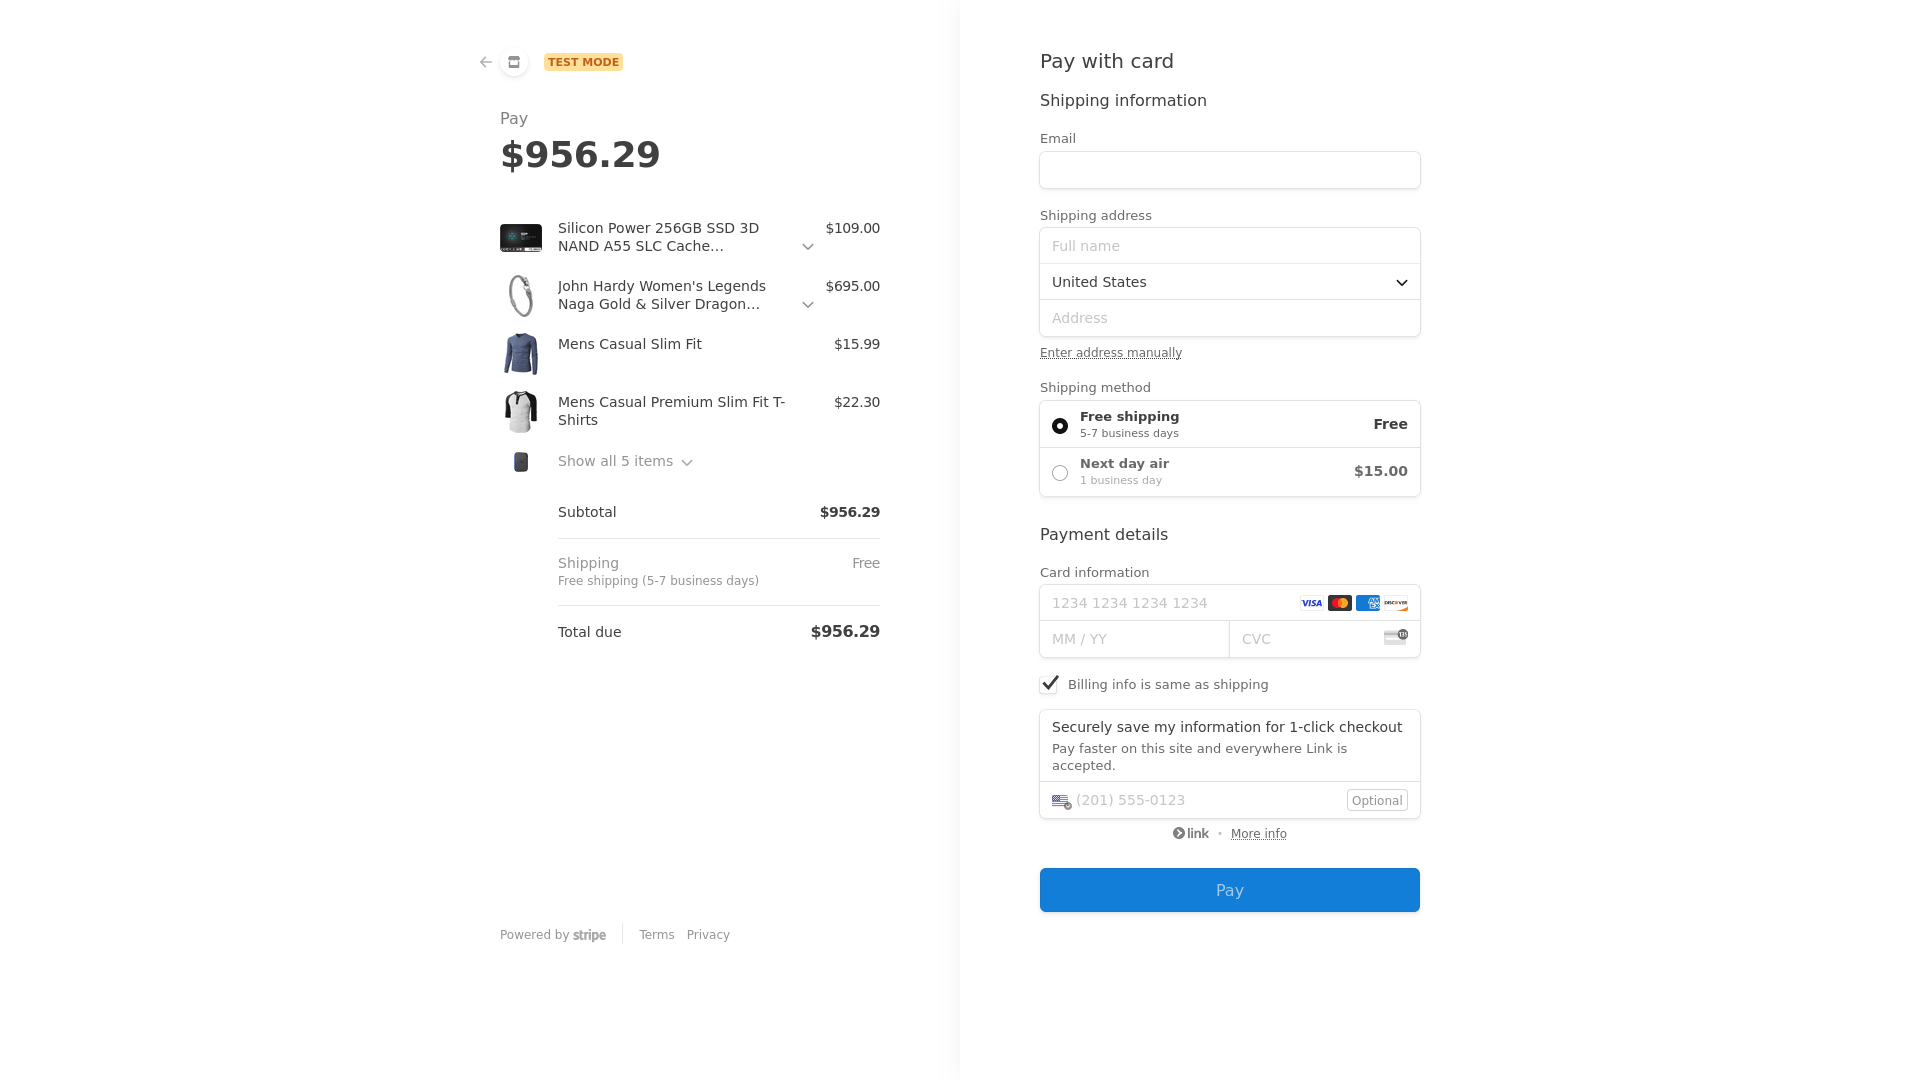 TEST MODE
Pay
$956.29
Silicon Power 256GB SSD 3D
NAND A55 SLC Cache…
$109.00
John Hardy Women's Legends
Naga Gold & Silver Dragon…
$695.00
Mens Casual Slim Fit
$15.99
Mens Casual Premium Slim Fit T-
Shirts
$22.30
Show all 5 items
Subtotal $956.29
Shipping Free
Free shipping (5-7 business days)
Total due $956.29
Powered by stripe
Terms Privacy
Pay with card
Shipping information
Email
Shipping address
Full name
United States
Address
Enter address manually
Shipping method
Free shipping
5-7 business days
Free
Next day air
1 business day
$15.00
Payment details
Card information
1234 1234 1234 1234
VISA AMEX DISCOVER
MM / YY
CVC
135
Billing info is same as shipping
Securely save my information for 1-click checkout
Pay faster on this site and everywhere Link is
accepted.
(201) 555-0123
Optional
link • More info
Pay